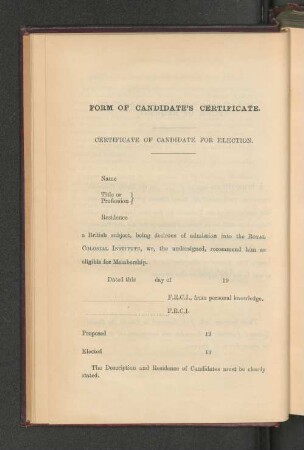 FORM OF CANDIDATE'S CERTIFICATE.
CERTIFICATE OF CANDIDATE FOR ELECTION.
Name
Title or
Profession }
Residence
a British subject, being desirous of admission into the ROYAL
COLONIAL INSTITUTE, we, the undersigned, recommend him as
eligible for Membership.
Dated this day of 19
F.R.C.I., from personal knowledge.
F.R.C.I.
Proposed 19
Elected 19
The Description and Residence of Candidates must be clearly
stated.